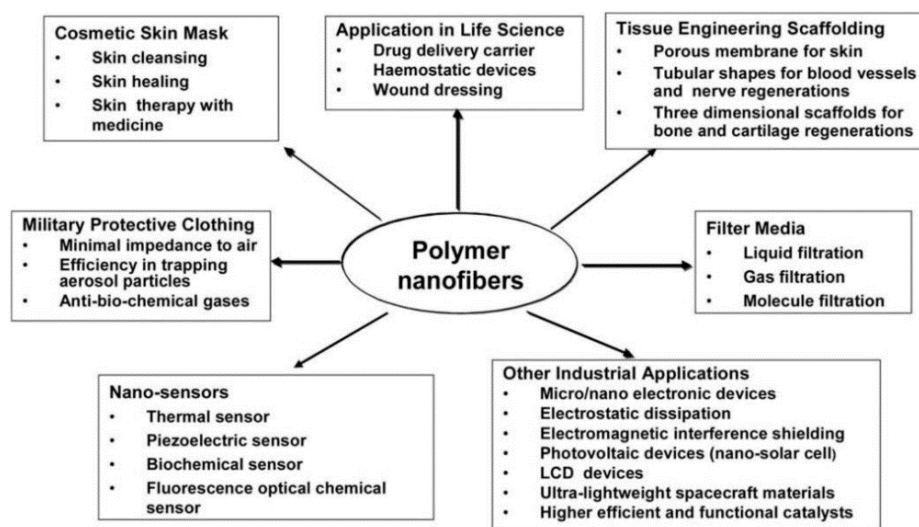 Cosmetic Skin Mask
• Skin cleansing
• Skin healing
• Skin therapy with
medicine
Application in Life Science
• Drug delivery carrier
• Haemostatic devices
• Wound dressing
Tissue Engineering Scaffolding
• Porous membrane for skin
• Tubular shapes for blood vessels
and nerve regenerations
• Three dimensional scaffolds for
bone and cartilage regenerations
Military Protective Clothing
• Minimal impedance to air
• Efficiency in trapping
aerosol particles
• Anti-bio-chemical gases
Polymer
nanofibers
Filter Media
• Liquid filtration
• Gas filtration
• Molecule filtration
Nano-sensors
• Thermal sensor
• Piezoelectric sensor
• Biochemical sensor
• Fluorescence optical chemical
sensor
Other Industrial Applications
• Micro/nano electronic devices
• Electrostatic dissipation
• Electromagnetic interference shielding
• Photovoltaic devices (nano-solar cell)
• LCD devices
• Ultra-lightweight spacecraft materials
• Higher efficient and functional catalysts